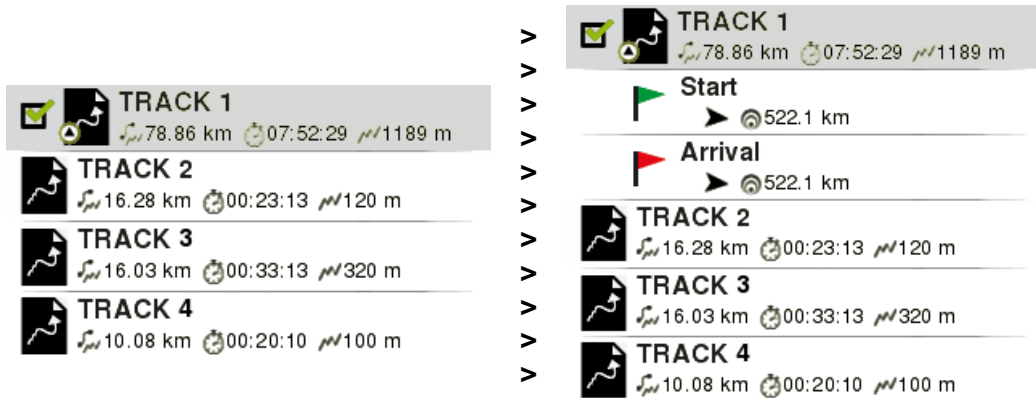 TRACK 1
78.86 km 07:52:29 1189 m
TRACK 2
16.28 km 00:23:13 120 m
TRACK 3
16.03 km 00:33:13 320 m
TRACK 4
10.08 km 00:20:10 100 m
>
>
>
>
>
>
>
>
>
>
>
TRACK 1
78.86 km 07:52:29 1189 m
Start
522.1 km
Arrival
522.1 km
TRACK 2
16.28 km 00:23:13 120 m
TRACK 3
16.03 km 00:33:13 320 m
TRACK 4
10.08 km 00:20:10 100 m